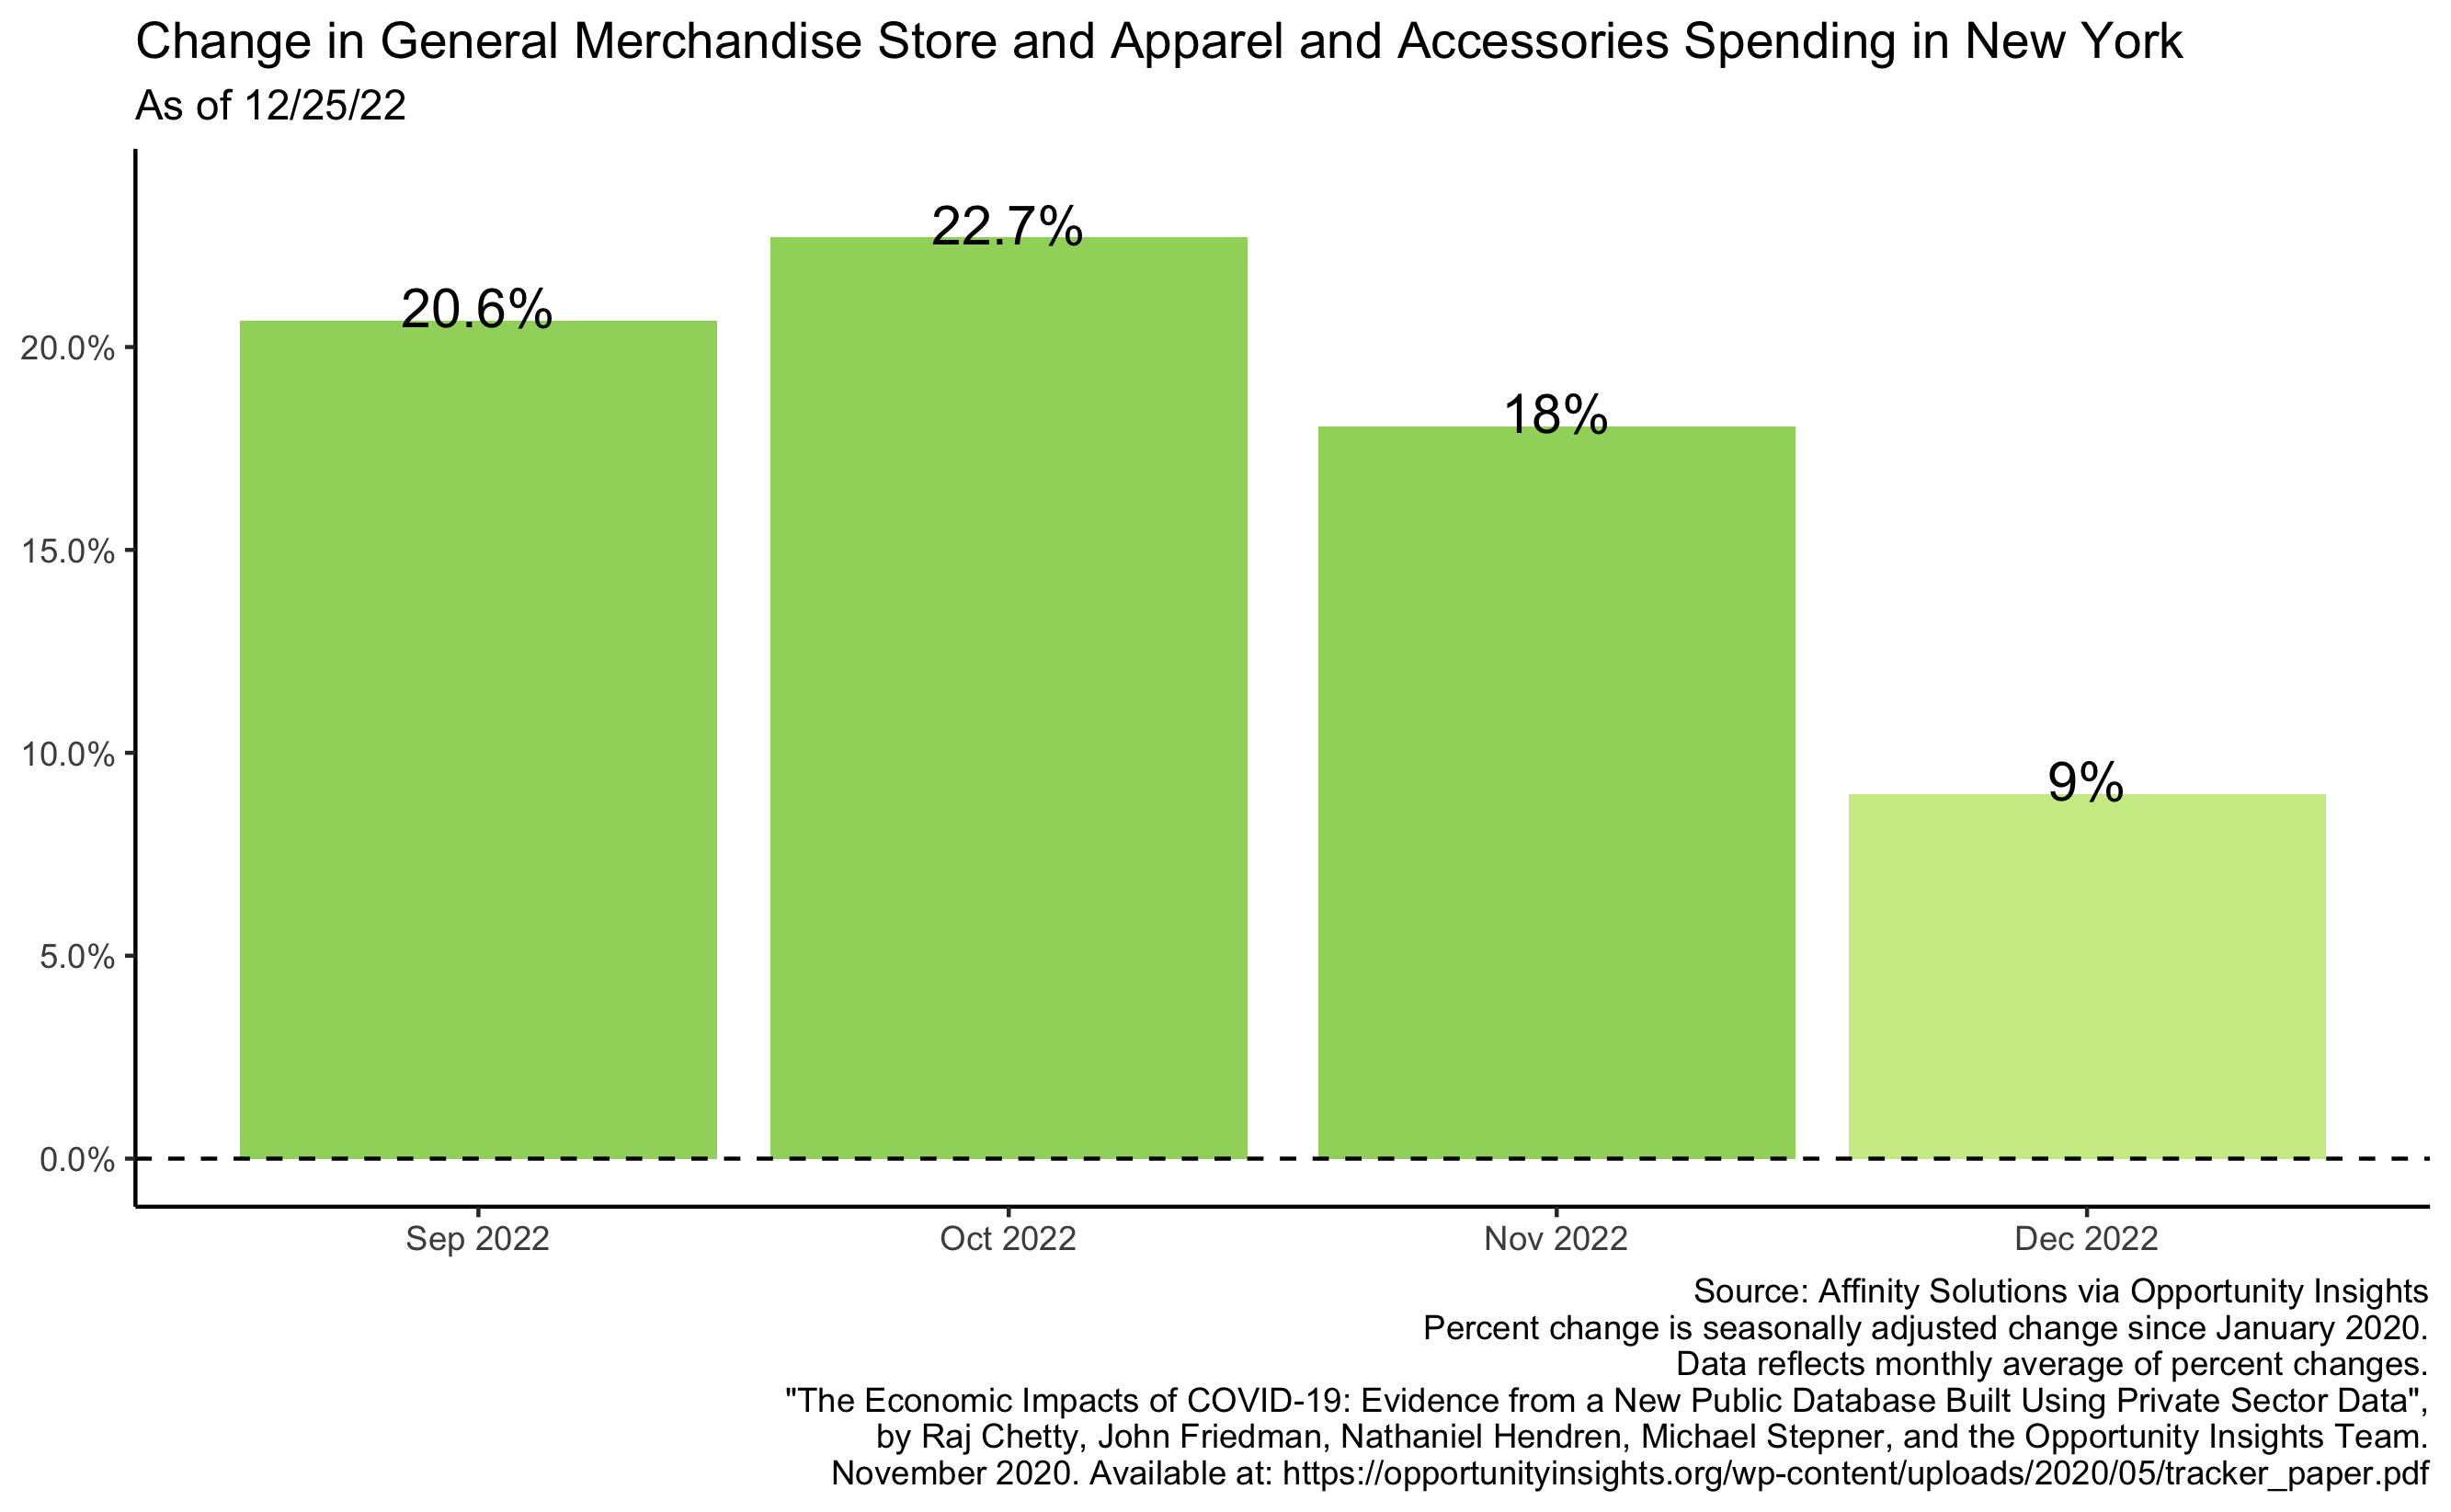 Change in General Merchandise Store and Apparel and Accessories Spending in New York
As of 12/25/22
22.7%
20.6%
20.0%
18%
15.0%
10.0%
9%
5.0%
0.0%
Sep 2022
Oct 2022
Nov 2022
Dec 2022
Source: Affinity Solutions via Opportunity Insights
Percent change is seasonally adjusted change since January 2020.
Data reflects monthly average of percent changes.
"The Economic Impacts of COVID-19: Evidence from a New Public Database Built Using Private Sector Data",
by Raj Chetty, John Friedman, Nathaniel Hendren, Michael Stepner, and the Opportunity Insights Team.
November 2020. Available at: https://opportunityinsights.org/wp-content/uploads/2020/05/tracker_paper.pdf